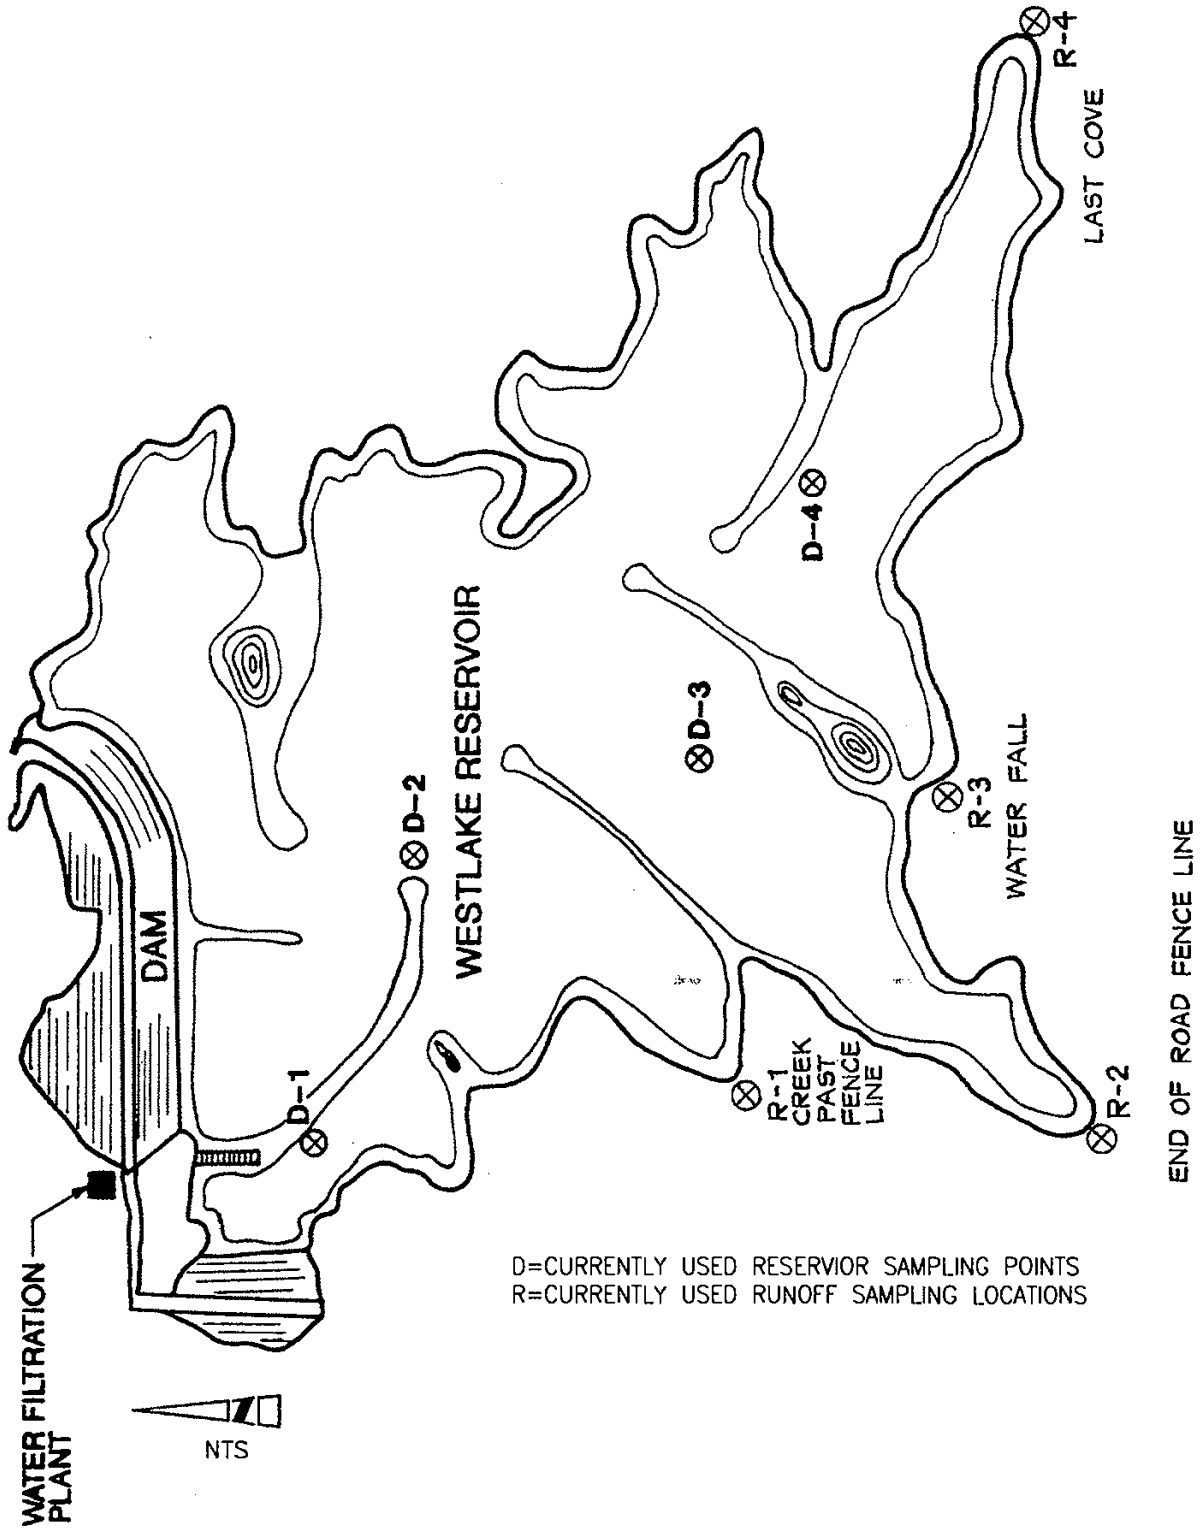 WATER FILTRATION
PLANT
NTS
DAM
D-1
D-2
WESTLAKE RESERVOIR
D-3
D-4
R-1
CREEK
PAST
FENCE
LINE
R-2
R-3
WATER FALL
R-4
LAST COVE
END OF ROAD FENCE LINE
D=CURRENTLY USED RESERVIOR SAMPLING POINTS
R=CURRENTLY USED RUNOFF SAMPLING LOCATIONS